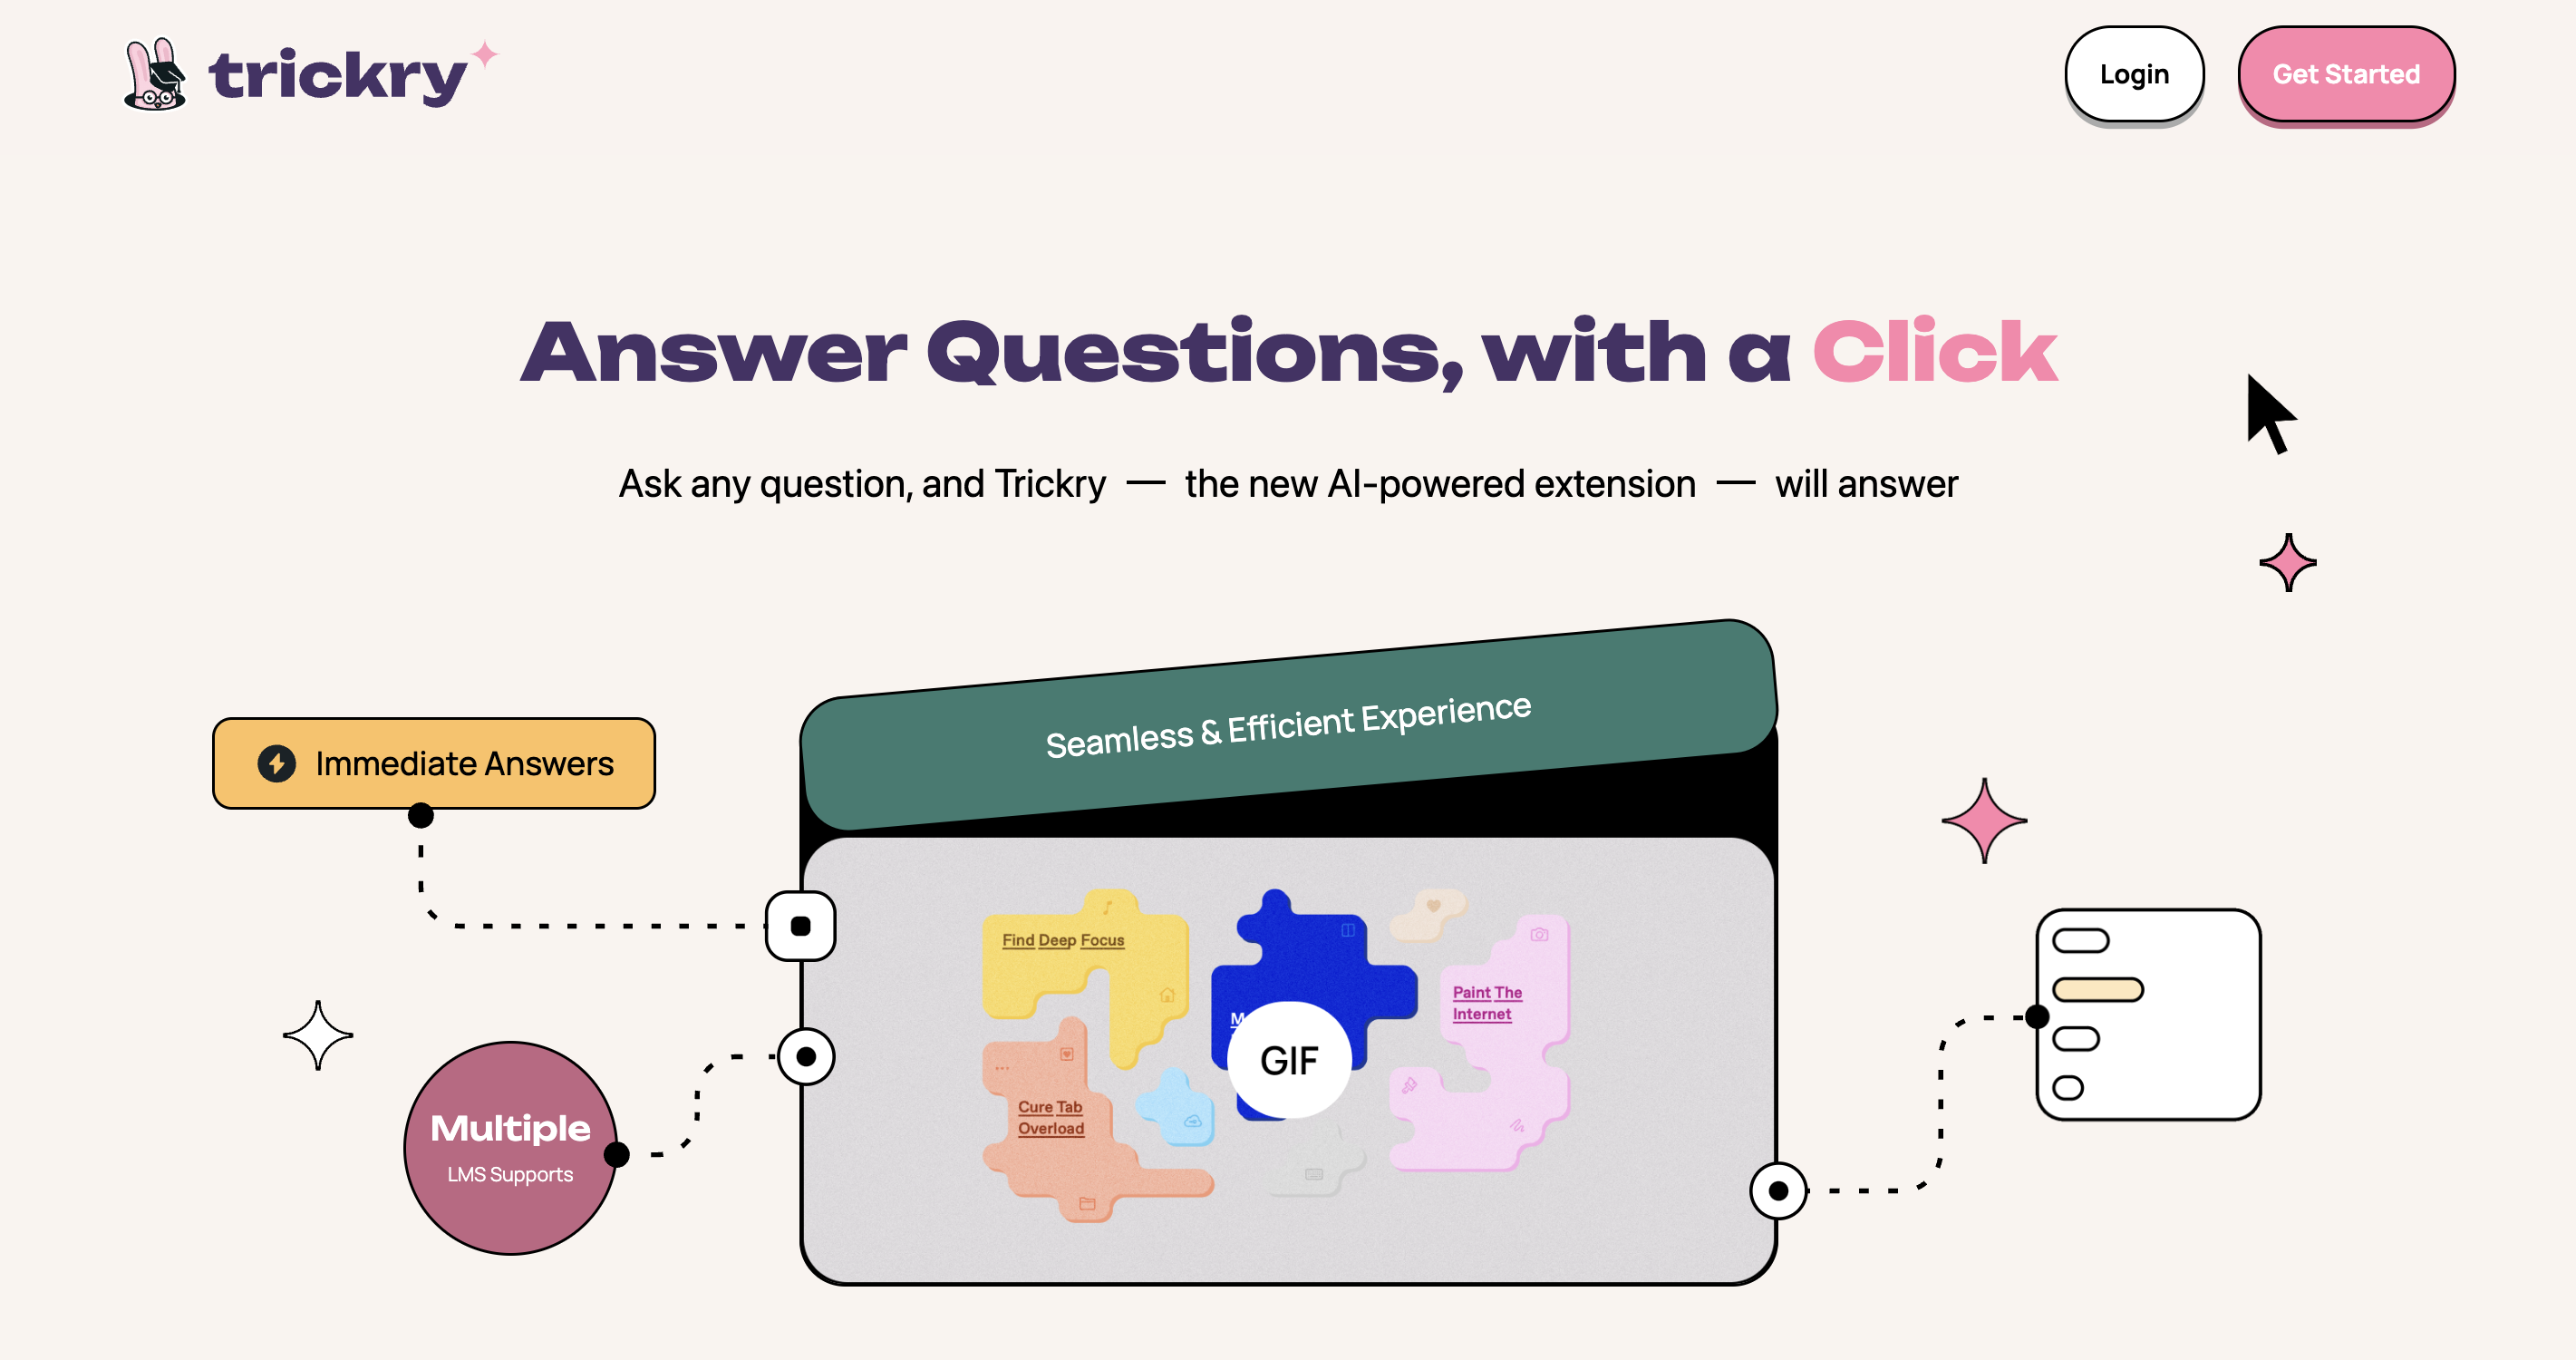 trickry
Login
Get Started
Answer Questions, with a Click
Ask any question, and Trickry — the new AI-powered extension — will answer
Seamless & Efficient Experience
Immediate Answers
Find Deep Focus
Paint The
Internet
GIF
Cure Tab
Overload
Multiple
LMS Supports